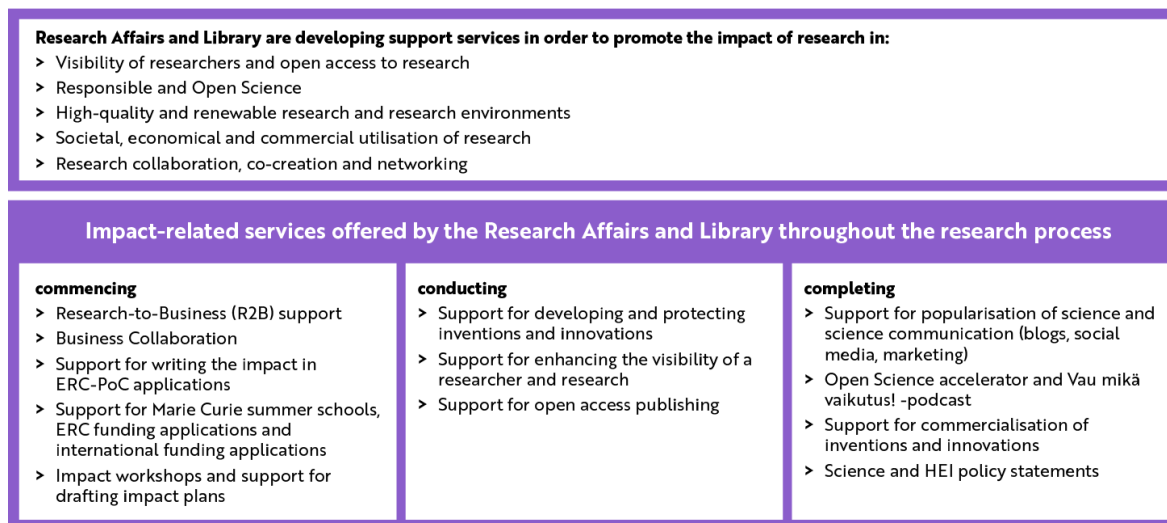 Research Affairs and Library are developing support services in order to promote the impact of research in:
> Visibility of researchers and open access to research
> Responsible and Open Science
> High-quality and renewable research and research environments
> Societal, economical and commercial utilisation of research
> Research collaboration, co-creation and networking
Impact-related services offered by the Research Affairs and Library throughout the research process
commencing
> Research-to-Business (R2B) support
> Business Collaboration
> Support for writing the impact in
ERC-PoC applications
> Support for Marie Curie summer schools,
ERC funding applications and
international funding applications
> Impact workshops and support for
drafting impact plans
conducting
> Support for developing and protecting
inventions and innovations
> Support for enhancing the visibility of a
researcher and research
> Support for open access publishing
completing
> Support for popularisation of science and
science communication (blogs, social
media, marketing)
> Open Science accelerator and Vau mikä
vaikutus! -podcast
> Support for commercialisation of
inventions and innovations
> Science and HEI policy statements